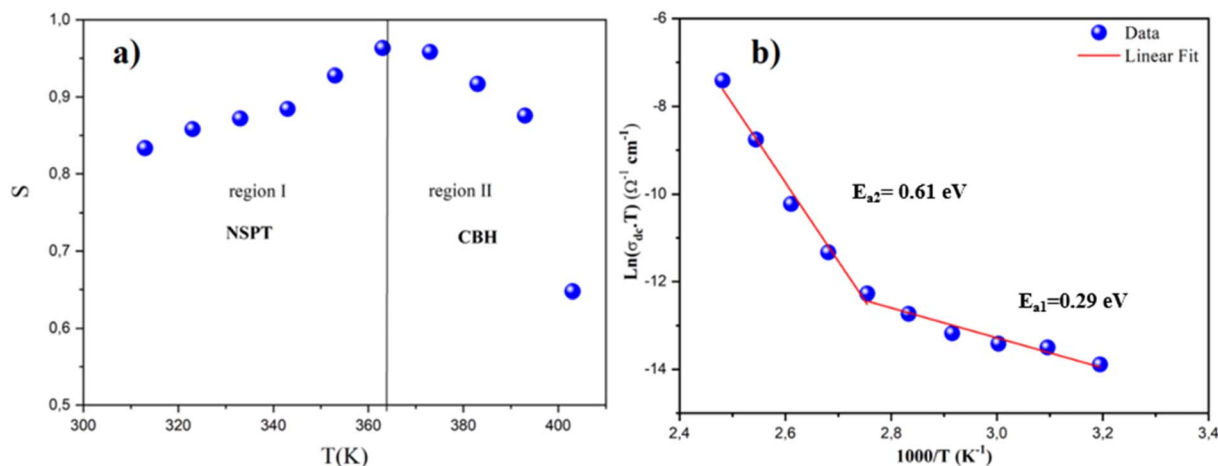 a)
1,0
0,9
0,8
0,7
0,6
0,5
S
region I
region II
NSPT
CBH
300
320
340
360
380
400
T(K)
b)
Data
Linear Fit
-6
-8
-10
-12
-14
Ln(σdc.T) (Ω-1 cm-1)
Ea2= 0.61 eV
Ea1=0.29 eV
2,4
2,6
2,8
3,0
3,2
3,4
1000/T (K-1)